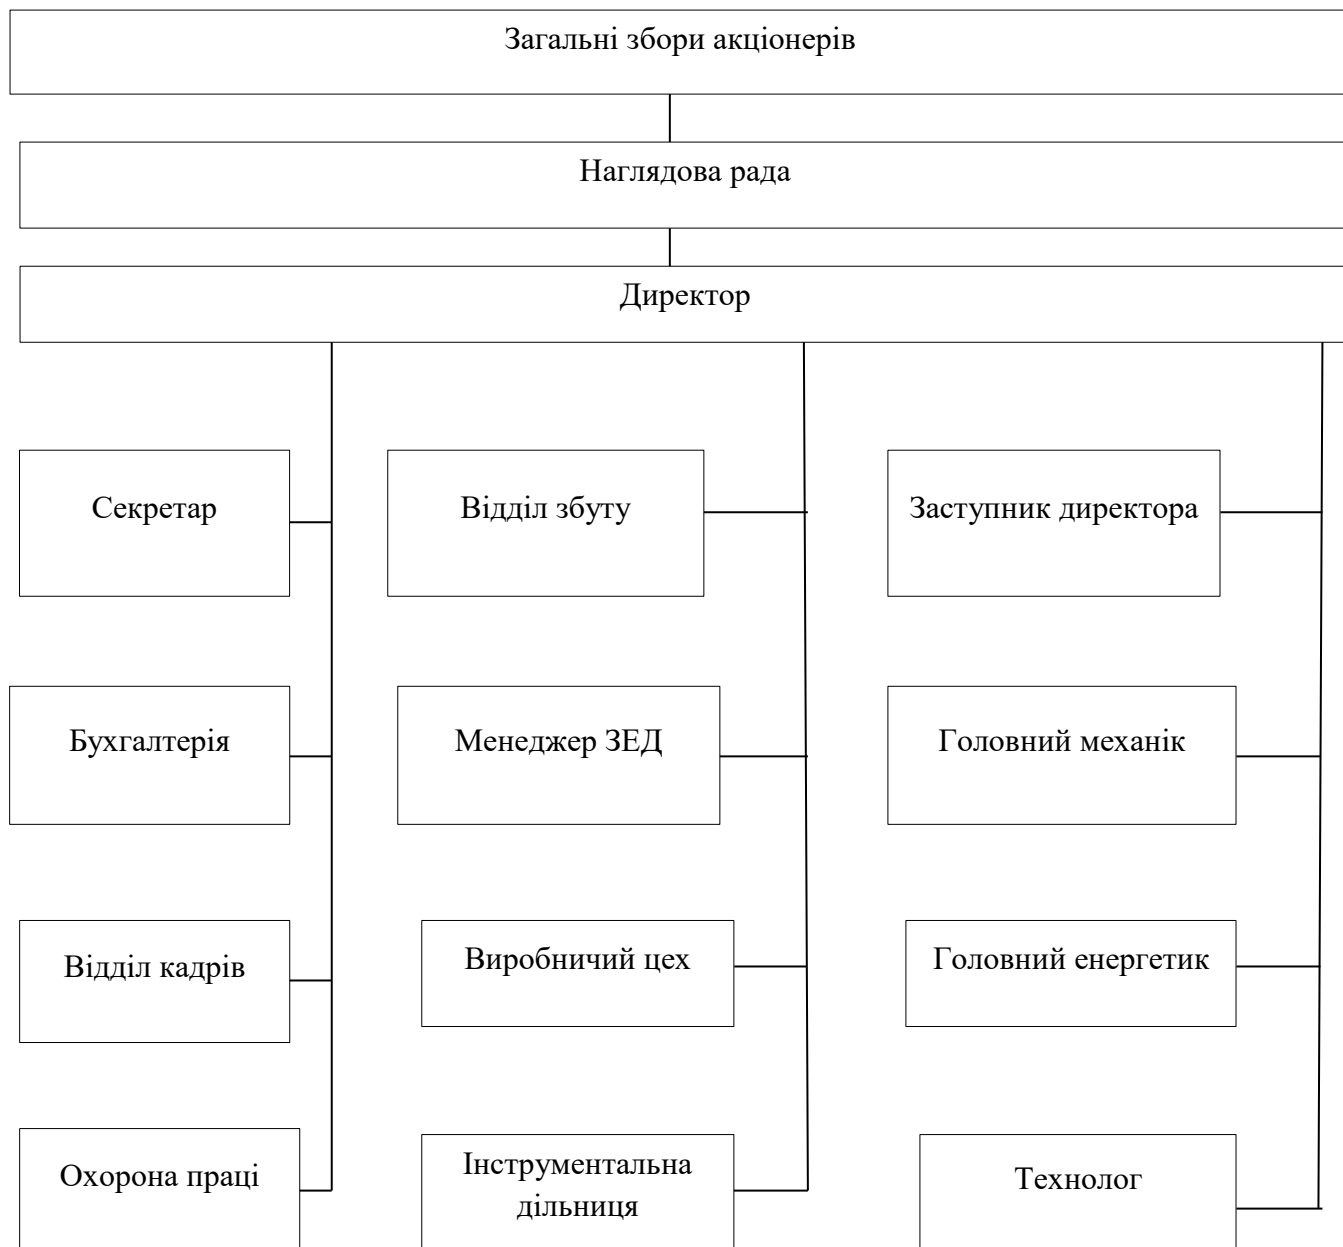 Загальні збори акціонерів
Наглядова рада
Директор
Секретар
Відділ збуту
Заступник директора
Бухгалтерія
Менеджер ЗЕД
Головний механік
Відділ кадрів
Виробничий цех
Головний енергетик
Охорона праці
Інструментальна
дільниця
Технолог